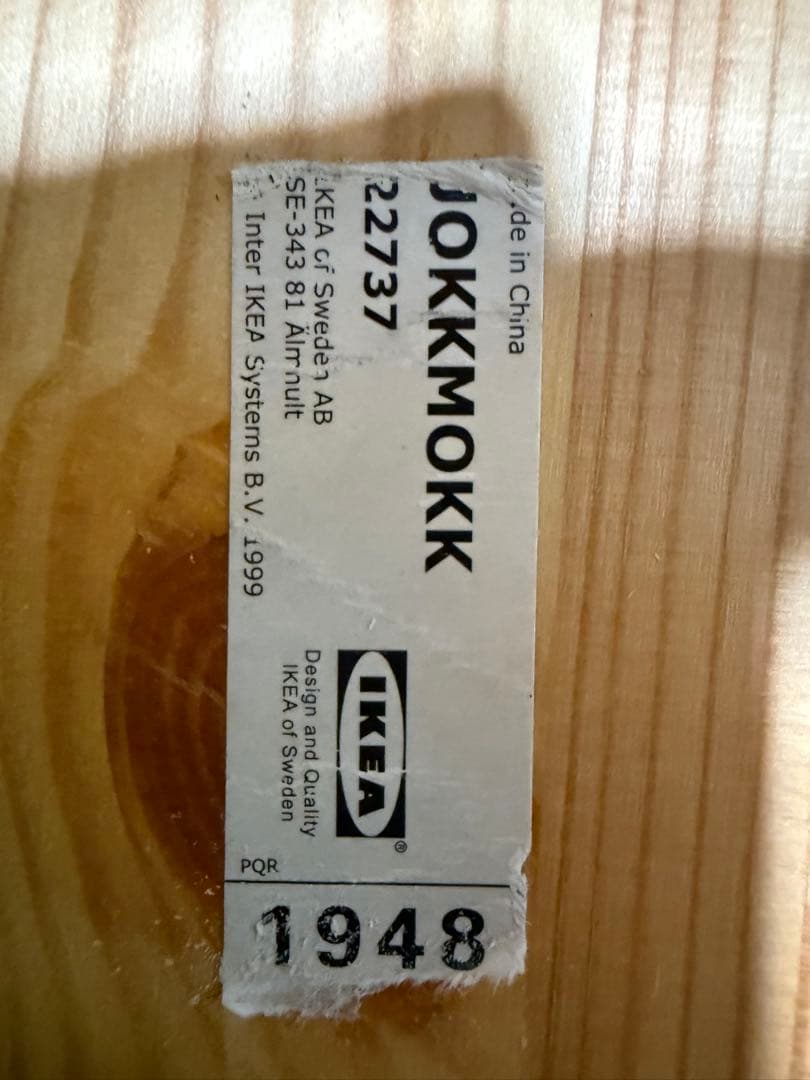 de in China
JOKKMOKK
22737
IKEA of Sweden AB
SE-343 81 Älmhult
Inter IKEA Systems B.V. 1999
IKEA®
Design and Quality
IKEA of Sweden
PQR
1948